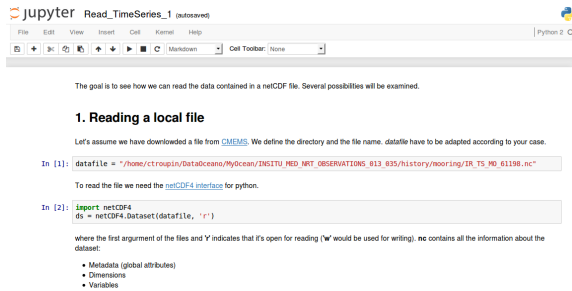 jupyter Read_TimeSeries_1 (autosaved)
File Edit View Insert Cell Kernel Help Python 2
Markdown Cell Toolbar: None
The goal is to see how we can read the data contained in a netCDF file. Several possibilities will be examined.
1. Reading a local file
Let's assume we have downlowded a file from CMEMS. We define the directory and the file name. datafile have to be adapted according to your case.
In [1]: datafile = "/home/ctroupin/DataOceano/MyOcean/INSITU_MED_NRT_OBSERVATIONS_013_035/history/mooring/IR_TS_MO_61198.nc"
To read the file we need the netCDF4 interface for python.
In [2]: import netCDF4
ds = netCDF4.Dataset(datafile, 'r')
where the first argurment of the files and 'r' indicates that it's open for reading ('w' would be used for writing). nc contains all the information about the
dataset:
• Metadata (global attributes)
• Dimensions
• Variables